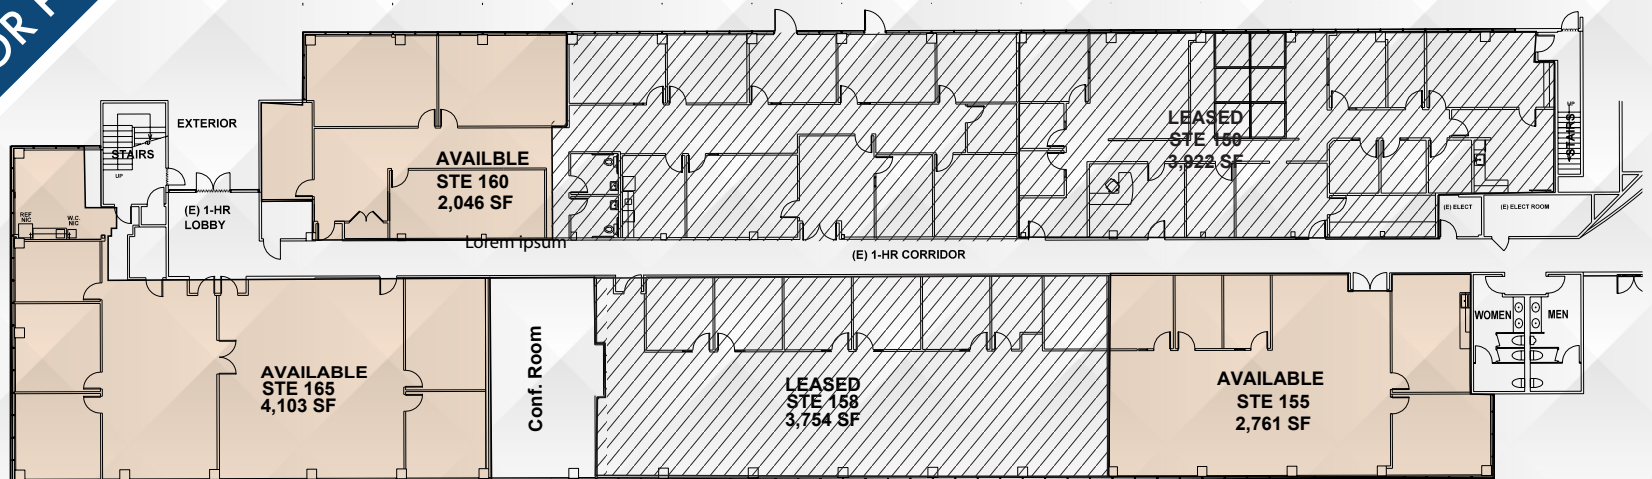 OR
EXTERIOR
STAIRS
UP
AVAILBLE
STE 160
2,046 SF
LEASED
STE 150
3,922 SF
UP
STAIRS
REF
NIC
W.C.
NIC
(E) 1-HR
LOBBY
Lorem ipsum
(E) 1-HR CORRIDOR
(E) ELECT
(E) ELECT ROOM
AVAILABLE
STE 165
4,103 SF
Conf. Room
LEASED
STE 158
3,754 SF
AVAILABLE
STE 155
2,761 SF
WOMEN
MEN